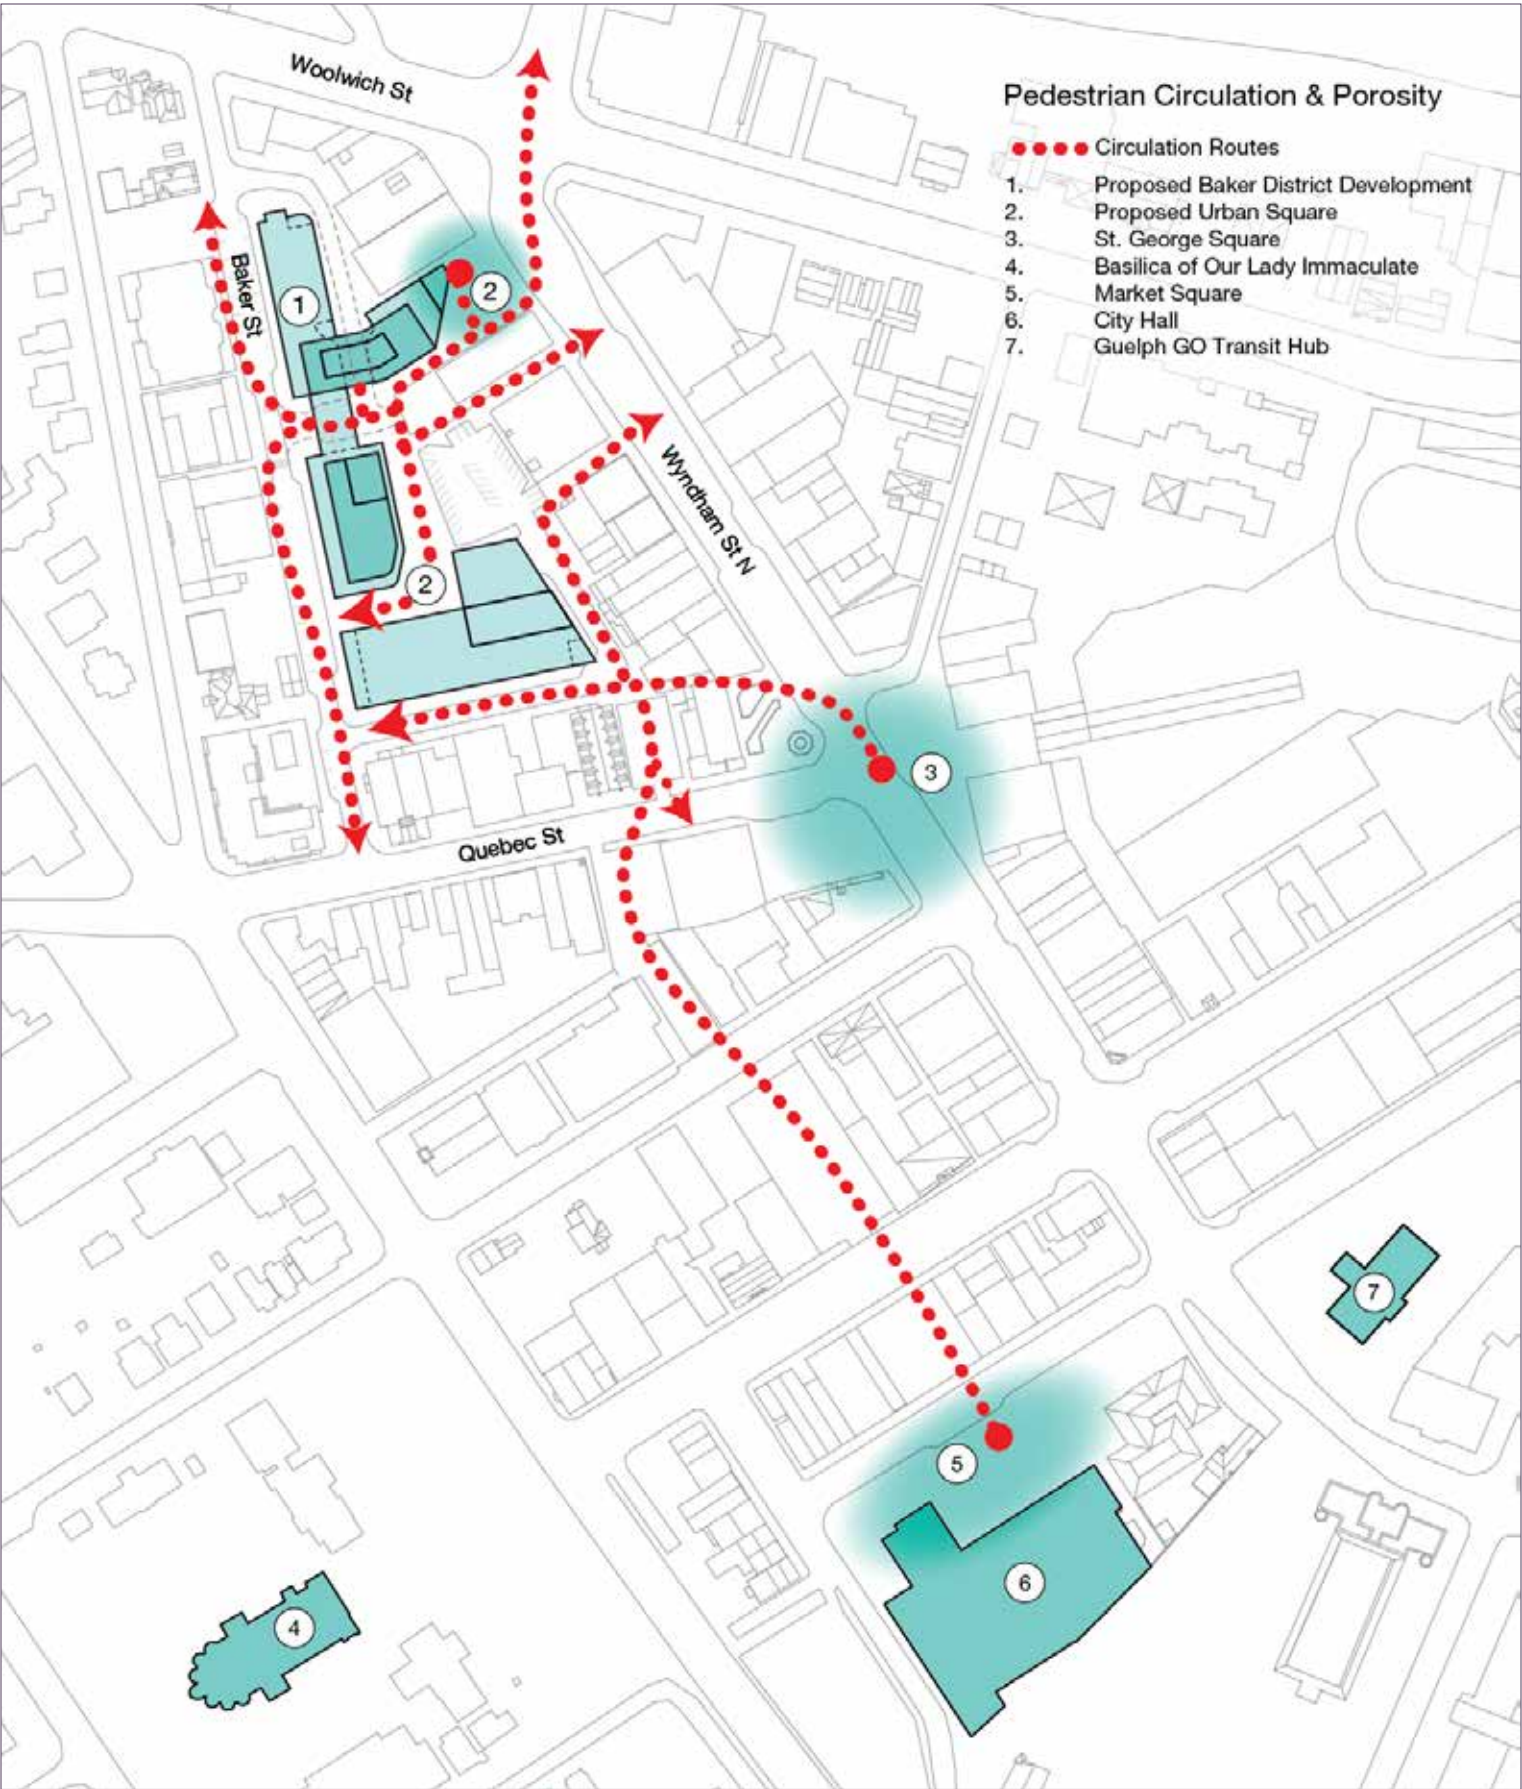 Woolwich St
Pedestrian Circulation & Porosity
Circulation Routes
1. Proposed Baker District Development
2. Proposed Urban Square
3. St. George Square
4. Basilica of Our Lady Immaculate
5. Market Square
6. City Hall
7. Guelph GO Transit Hub
Baker St
1
2
Wyndham St N
2
3
Quebec St
7
5
6
4